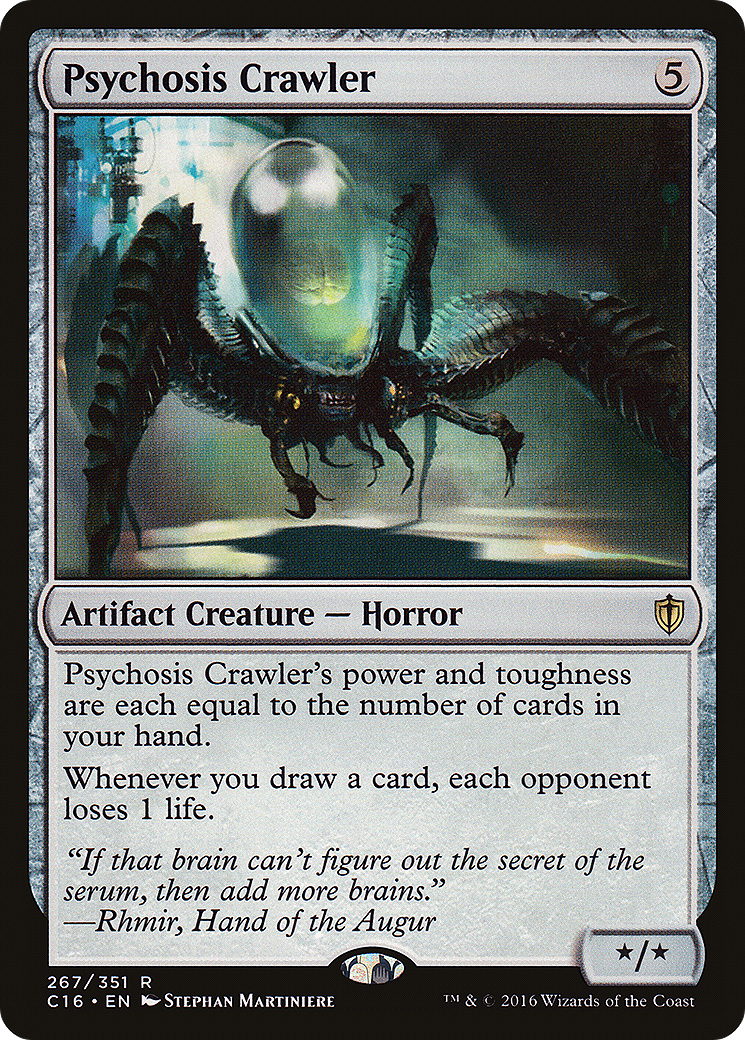 Psychosis Crawler 5
Artifact Creature — Horror
Psychosis Crawler's power and toughness
are each equal to the number of cards in
your hand.
Whenever you draw a card, each opponent
loses 1 life.
“If that brain can't figure out the secret of the
serum, then add more brains.”
—Rhmir, Hand of the Augur
★/★
267/351 R
C16 • EN Stephan Martiniere
™ & © 2016 Wizards of the Coast